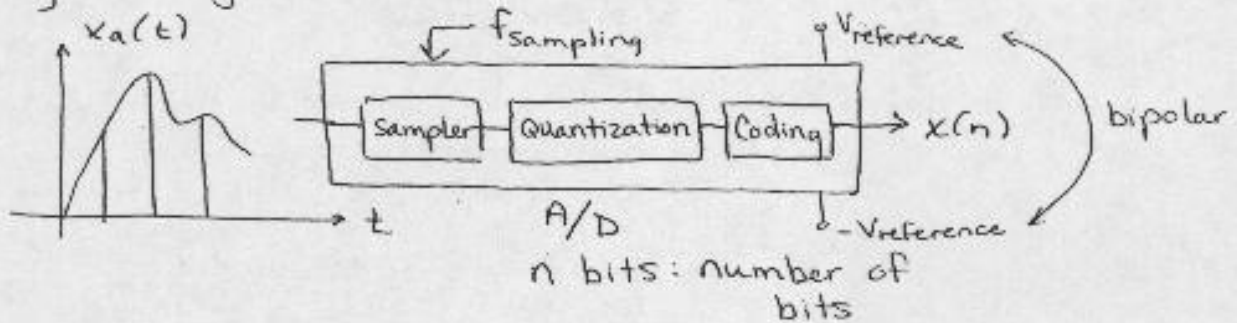 xa(t)
fsampling
Vreference
Sampler
Quantization
Coding
x(n)
bipolar
t
A/D
-Vreference
n bits: number of
bits